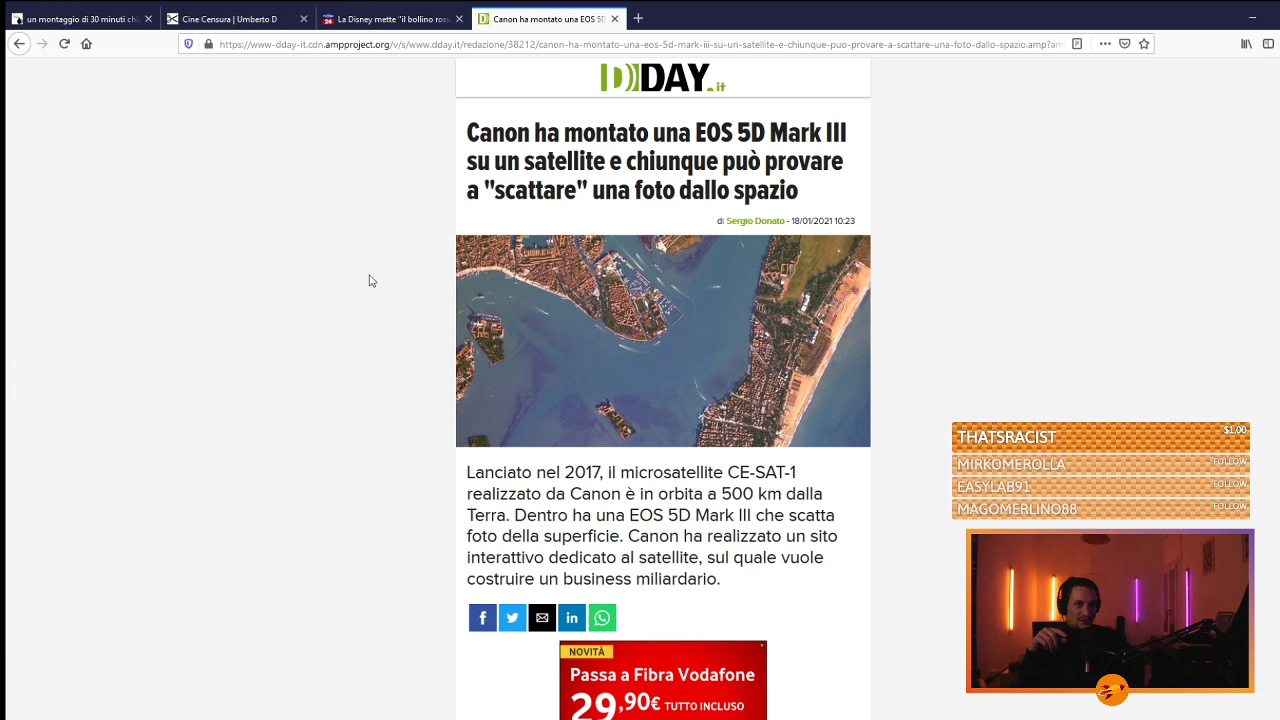 un montaggio di 30 minuti chi
Cine Censura | Umberto D
La Disney mette "il bollino ross
Canon ha montato una EOS 5D
https://www-dday-it.cdn.ampproject.org/v/s/www.dday.it/redazione/38212/canon-ha-montato-una-eos-5d-mark-iii-su-un-satellite-e-chiunque-puo-provare-a-scattare-una-foto-dallo-spazio.amp?am
DDAY.it
Canon ha montato una EOS 5D Mark III
su un satellite e chiunque può provare
a "scattare" una foto dallo spazio
di Sergio Donato - 18/01/2021 10:23
Lanciato nel 2017, il microsatellite CE-SAT-1
realizzato da Canon è in orbita a 500 km dalla
Terra. Dentro ha una EOS 5D Mark III che scatta
foto della superficie. Canon ha realizzato un sito
interattivo dedicato al satellite, sul quale vuole
costruire un business miliardario.
NOVITÀ
Passa a Fibra Vodafone
29,90€ TUTTO INCLUSO
THATSRACIST $1.00
MIRKOMEROLLA FOLLOW
EASYLAB91 FOLLOW
MAGOMERLINO88 FOLLOW